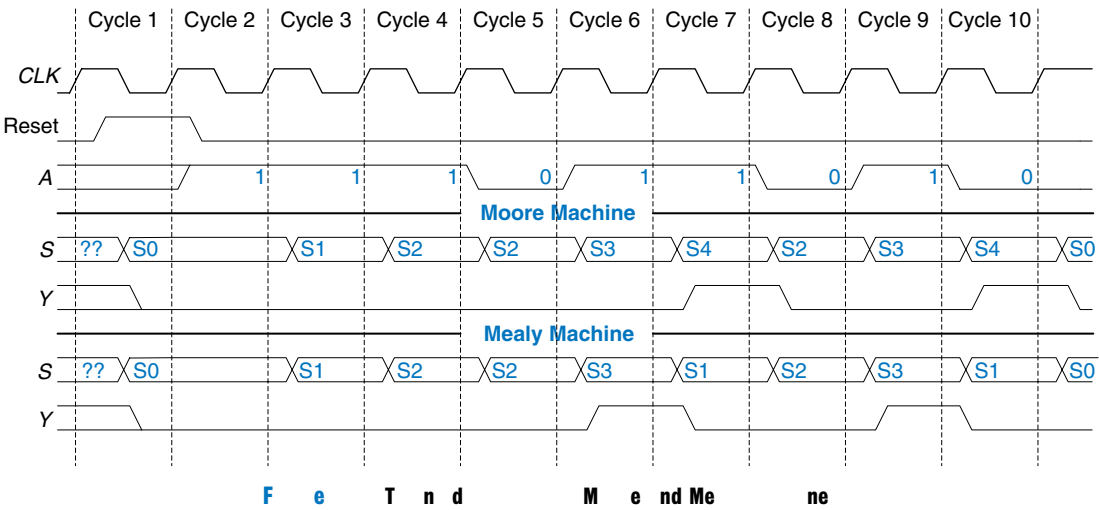 Cycle 1 Cycle 2 Cycle 3 Cycle 4 Cycle 5 Cycle 6 Cycle 7 Cycle 8 Cycle 9 Cycle 10
CLK
Reset
A 1 1 1 0 1 1 0 1 0
Moore Machine
S ?? S0 S1 S2 S2 S3 S4 S2 S3 S4 S0
Y
Mealy Machine
S ?? S0 S1 S2 S2 S3 S1 S2 S3 S1 S0
Y